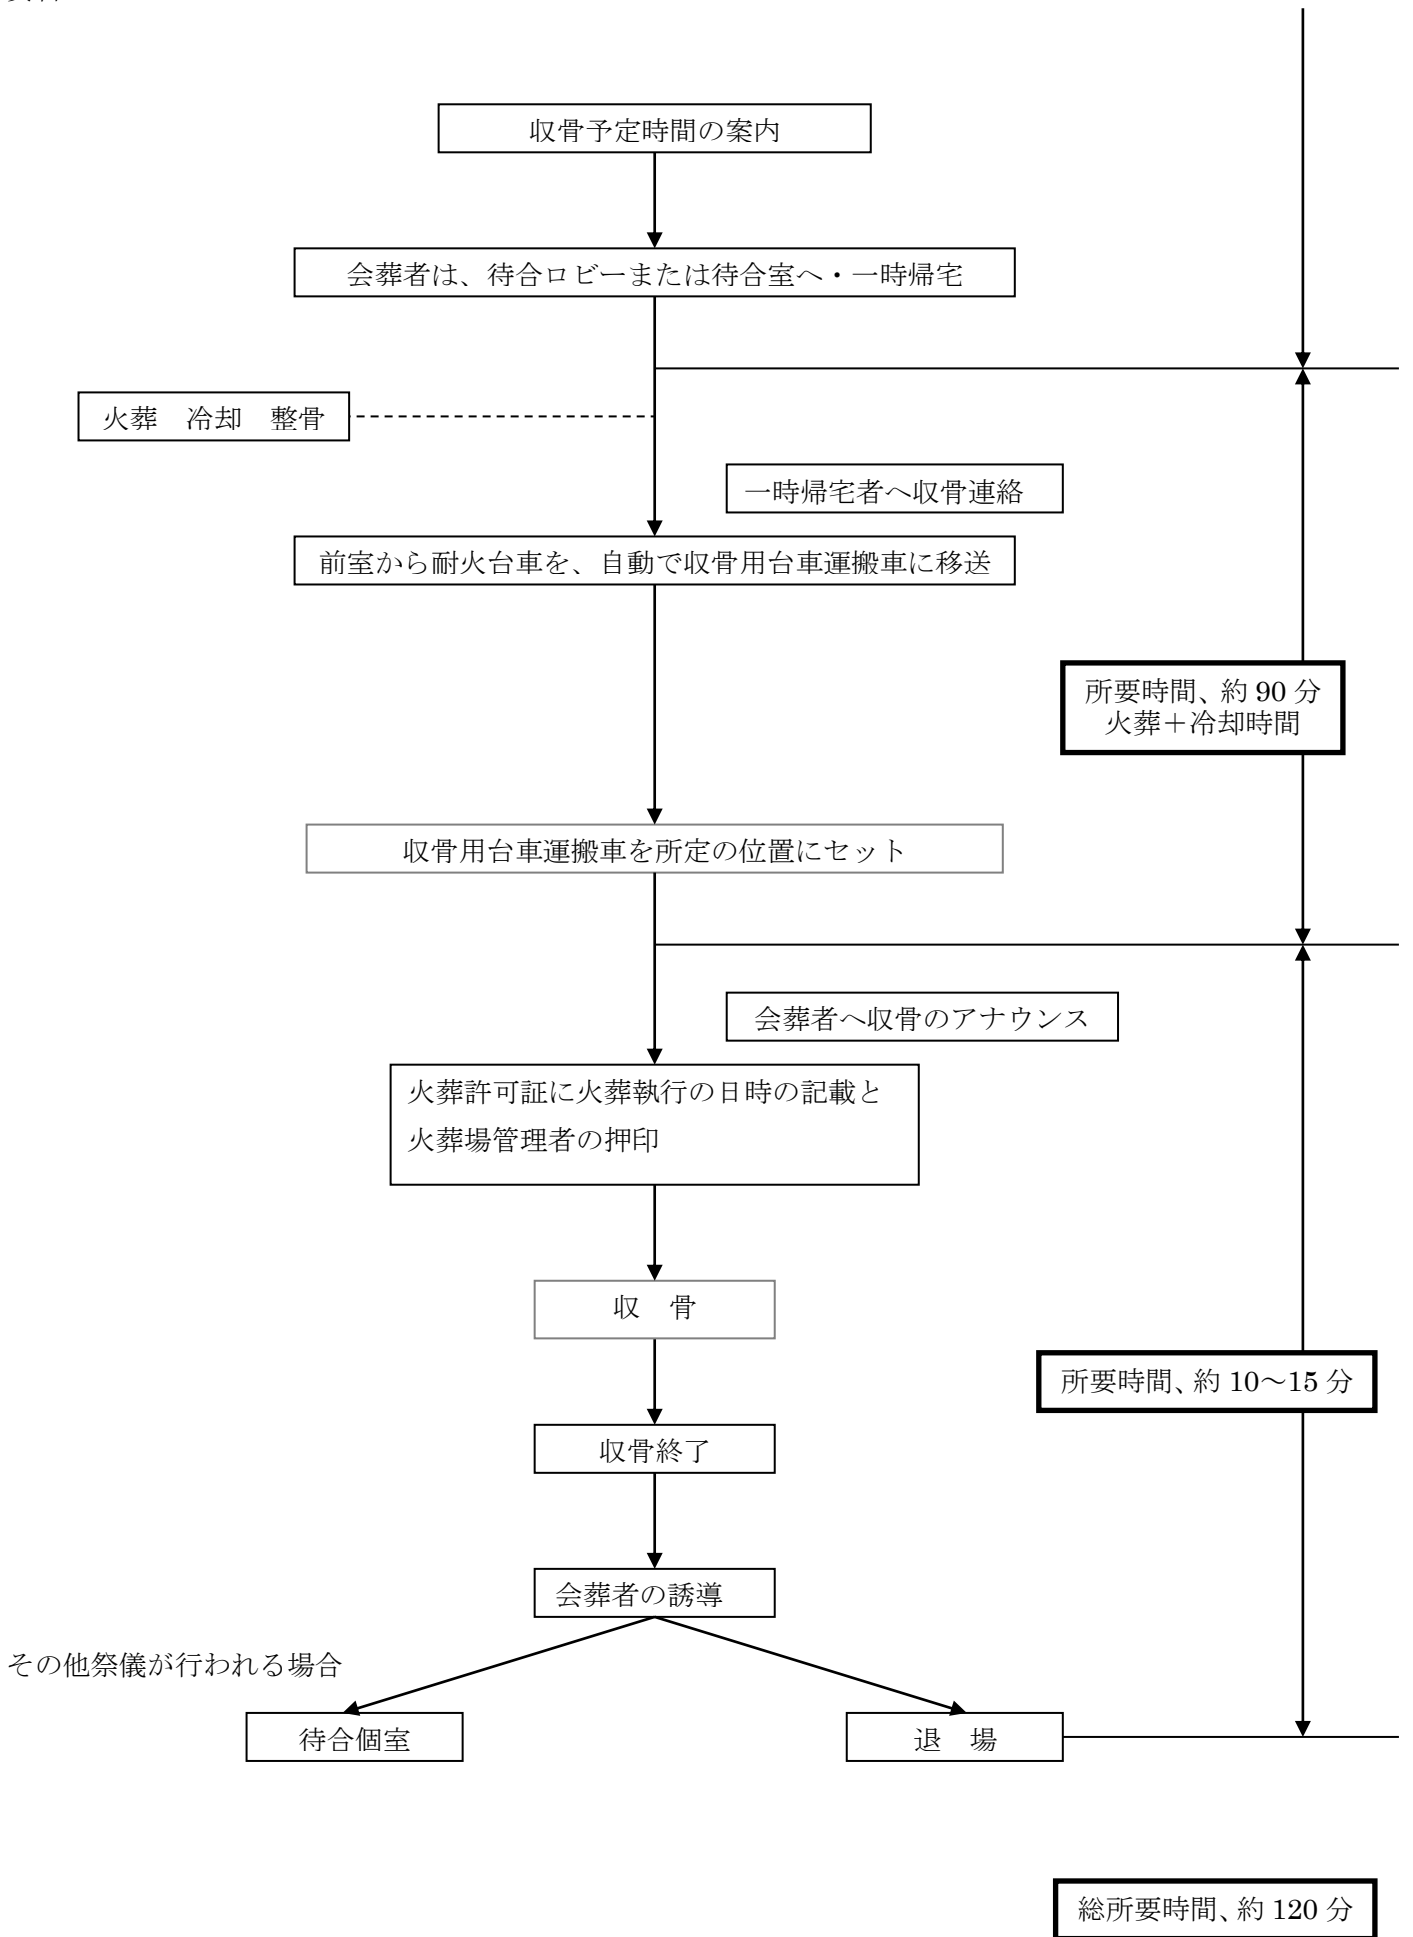 収骨予定時間の案内
会葬者は、待合ロビーまたは待合室へ・一時帰宅
火葬　冷却　整骨
一時帰宅者へ収骨連絡
前室から耐火台車を、自動で収骨用台車運搬車に移送
所要時間、約 90 分
火葬＋冷却時間
収骨用台車運搬車を所定の位置にセット
会葬者へ収骨のアナウンス
火葬許可証に火葬執行の日時の記載と
火葬場管理者の押印
収　骨
所要時間、約 10～15 分
収骨終了
会葬者の誘導
その他祭儀が行われる場合
待合個室
退　場
総所要時間、約 120 分